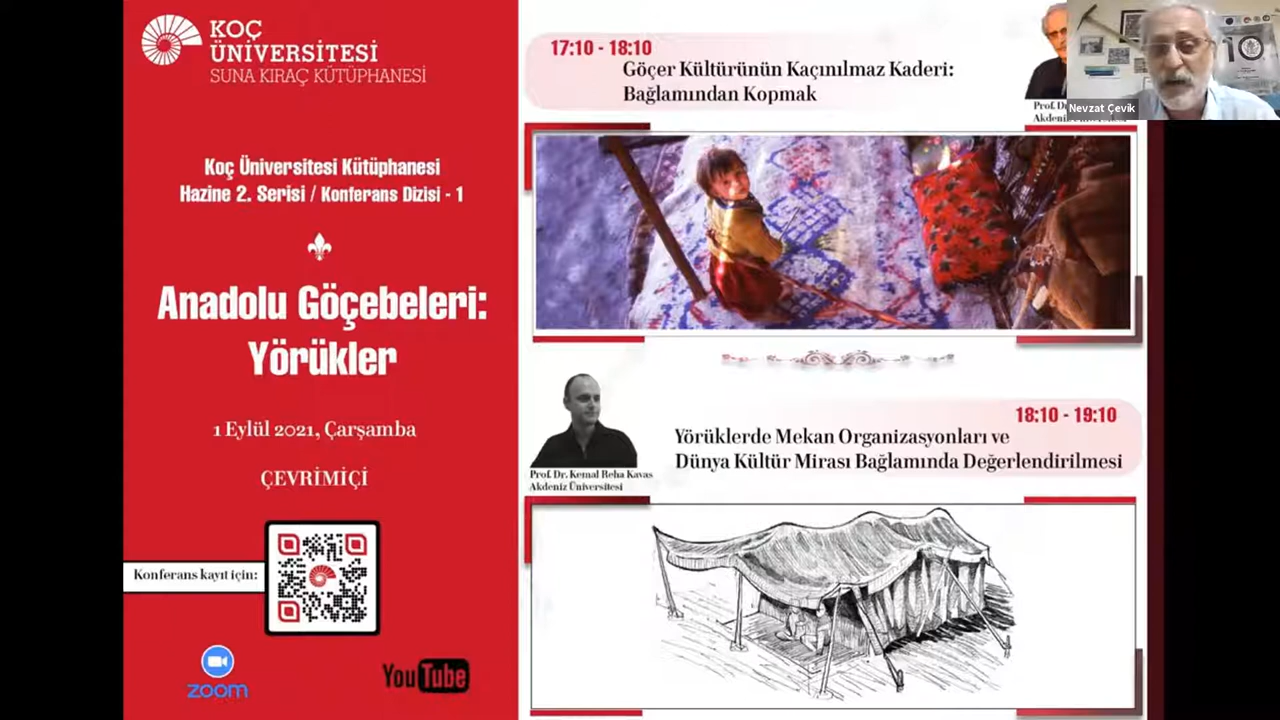 KOÇ
ÜNİVERSİTESİ
SUNA KIRAÇ KÜTÜPHANESİ
Koç Üniversitesi Kütüphanesi
Hazine 2. Serisi / Konferans Dizisi - 1
Anadolu Göçebeleri:
Yörükler
1 Eylül 2021, Çarşamba
ÇEVRİMİÇİ
Konferans kayıt için:
zoom
YouTube
17:10 - 18:10
Göçer Kültürünün Kaçınılmaz Kaderi:
Bağlamından Kopmak
Prof. D
Akdeniz
Nevzat Çevik
10
18:10 - 19:10
Yörüklerde Mekan Organizasyonları ve
Dünya Kültür Mirası Bağlamında Değerlendirilmesi
Prof. Dr. Kemal Reha Kavas
Akdeniz Üniversitesi